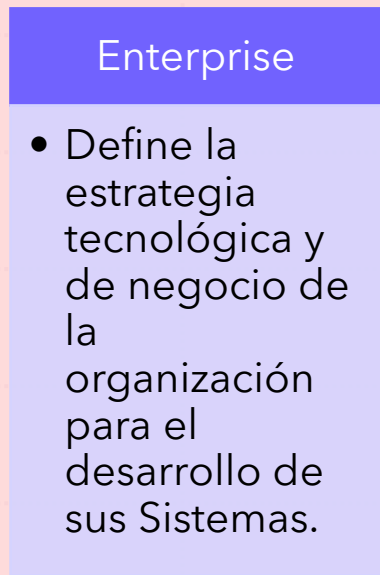 Enterprise
• Define la
estrategia
tecnológica y
de negocio de
la
organización
para el
desarrollo de
sus Sistemas.